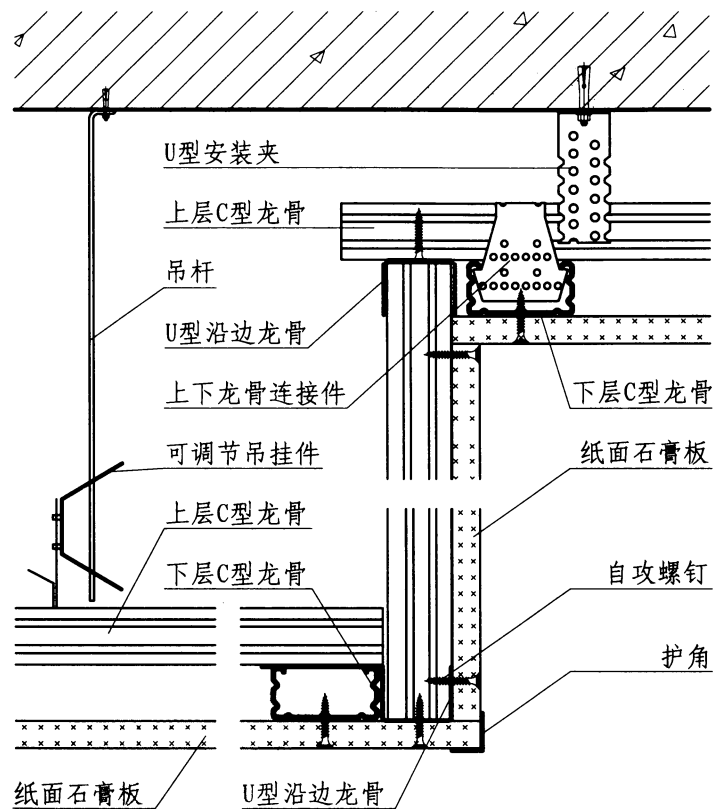 U型安装夹
上层C型龙骨
吊杆
U型沿边龙骨
上下龙骨连接件
下层C型龙骨
可调节吊挂件
纸面石膏板
上层C型龙骨
下层C型龙骨
自攻螺钉
护角
纸面石膏板
U型沿边龙骨